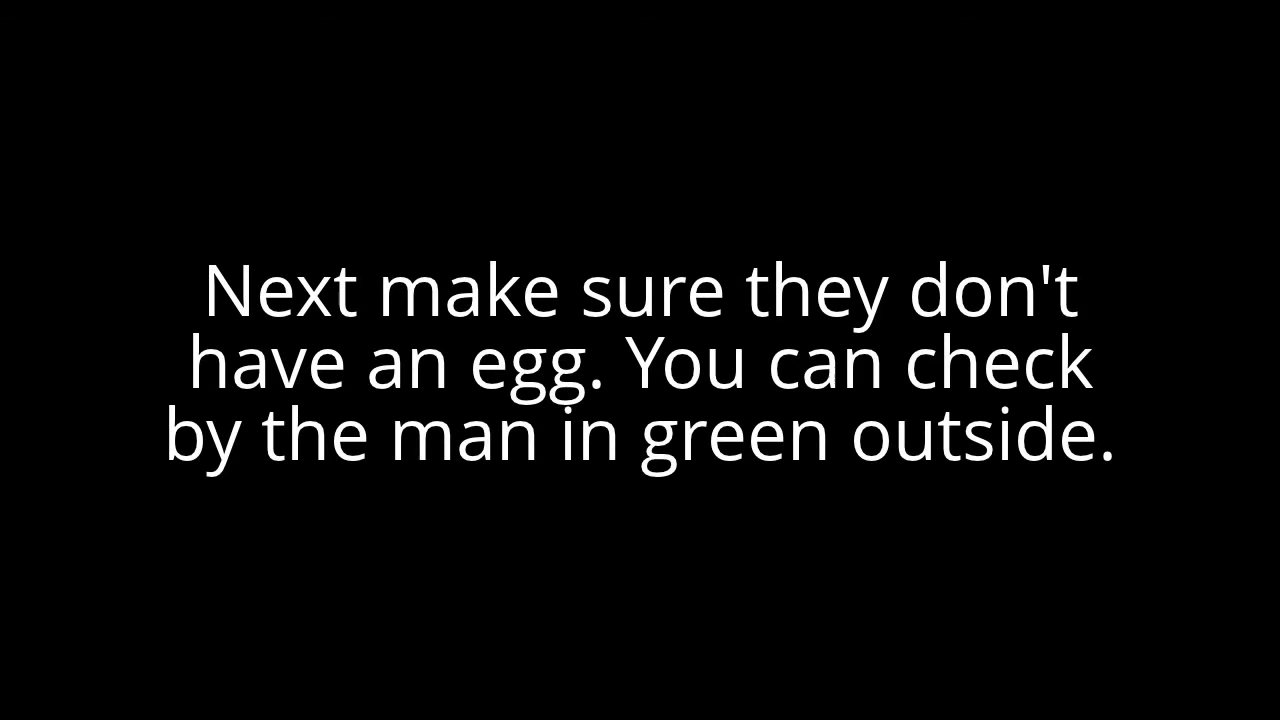 Next make sure they don't
have an egg. You can check
by the man in green outside.